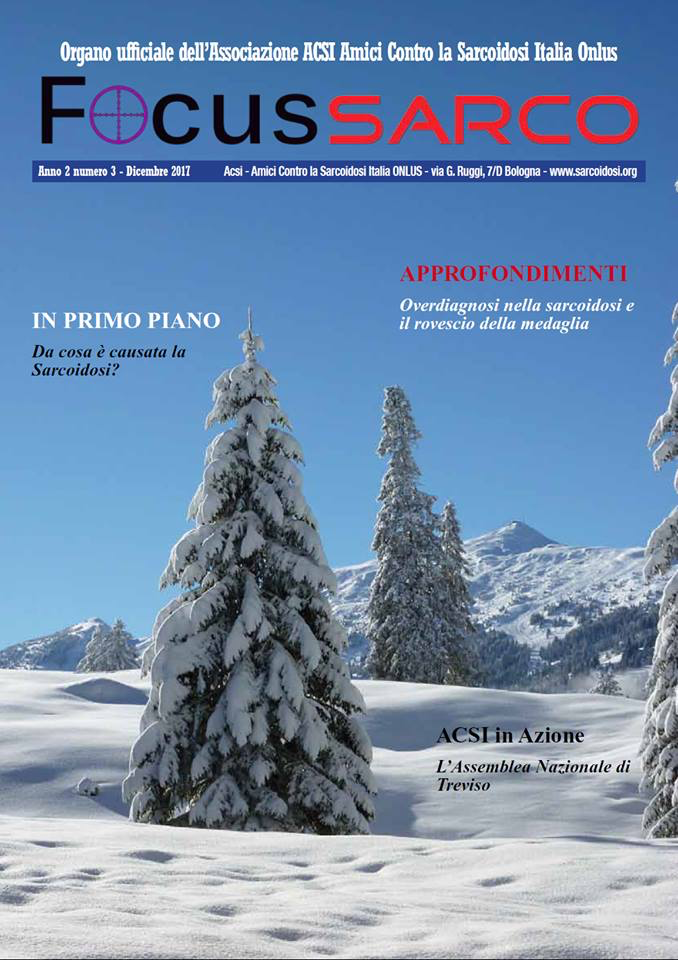 Organo ufficiale dell'Associazione ACSI Amici Contro la Sarcoidosi Italia Onlus
FocusSARCO
Anno 2 numero 3 - Dicembre 2017 Acsi - Amici Contro la Sarcoidosi Italia ONLUS - via G. Ruggi, 7/D Bologna - www.sarcoidosi.org
APPROFONDIMENTI
Overdiagnosi nella sarcoidosi e
il rovescio della medaglia
IN PRIMO PIANO
Da cosa è causata la
Sarcoidosi?
ACSI in Azione
L'Assemblea Nazionale di
Treviso